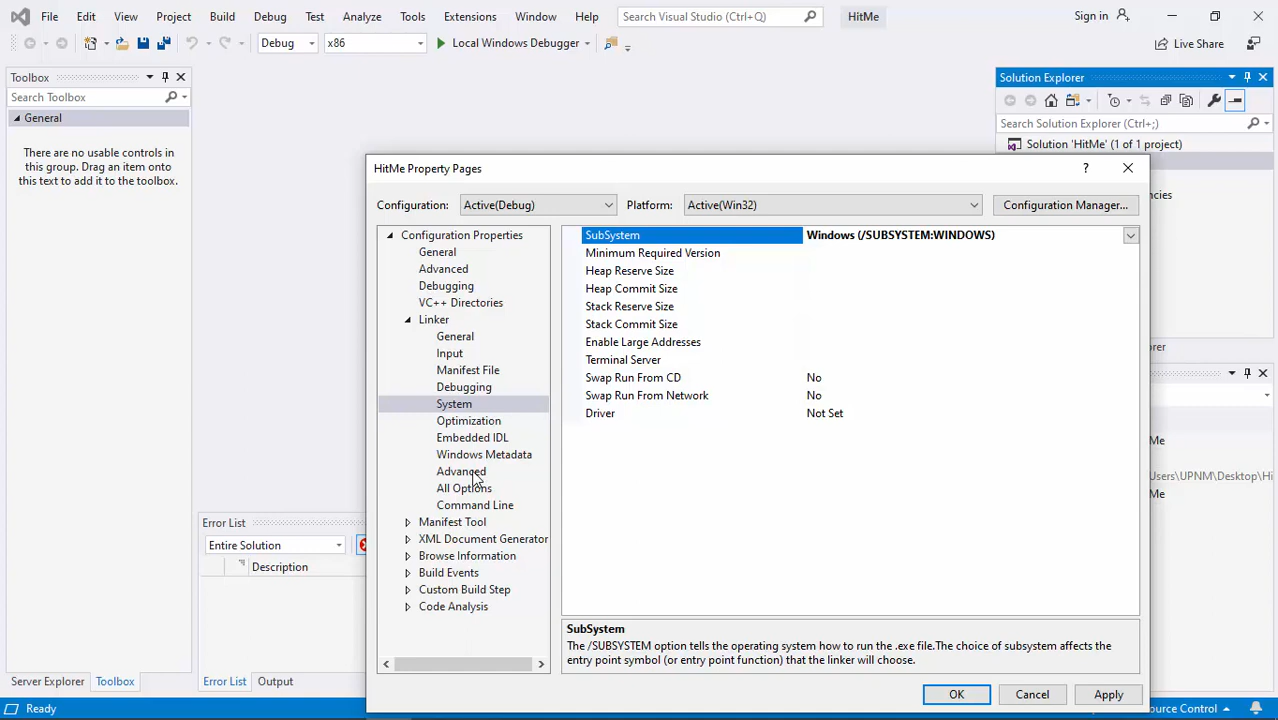 File Edit View Project Build Debug Test Analyze Tools Extensions Window Help Search Visual Studio (Ctrl+Q) HitMe Sign in
Debug x86 Local Windows Debugger Live Share
Toolbox
Search Toolbox
General
There are no usable controls in
this group. Drag an item onto
this text to add it to the toolbox.
Server Explorer Toolbox
Error List
Entire Solution
Description
Error List Output
Ready
Solution Explorer
Search Solution Explorer (Ctrl+;)
Solution 'HitMe' (1 of 1 project)
HitMe Property Pages
?
Configuration: Active(Debug) Platform: Active(Win32) Configuration Manager...
Configuration Properties
General
Advanced
Debugging
VC++ Directories
Linker
General
Input
Manifest File
Debugging
System
Optimization
Embedded IDL
Windows Metadata
Advanced
All Options
Command Line
Manifest Tool
XML Document Generator
Browse Information
Build Events
Custom Build Step
Code Analysis
SubSystem Windows (/SUBSYSTEM:WINDOWS)
Minimum Required Version
Heap Reserve Size
Heap Commit Size
Stack Reserve Size
Stack Commit Size
Enable Large Addresses
Terminal Server
Swap Run From CD No
Swap Run From Network No
Driver Not Set
SubSystem
The /SUBSYSTEM option tells the operating system how to run the .exe file.The choice of subsystem affects the
entry point symbol (or entry point function) that the linker will choose.
OK Cancel Apply
encies
orer
Me
Users\UPNM\Desktop\Hi
Me
ource Control